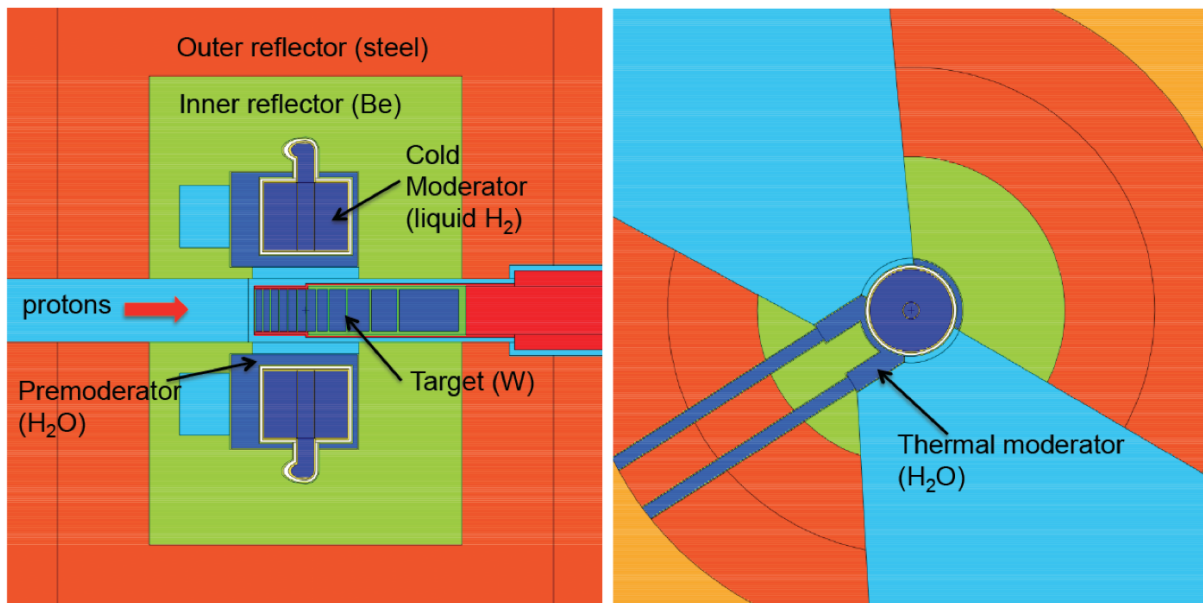 Outer reflector (steel)
Inner reflector (Be)
Cold
Moderator
(liquid H₂)
protons
Premoderator
(H₂O)
Target (W)
Thermal moderator
(H₂O)